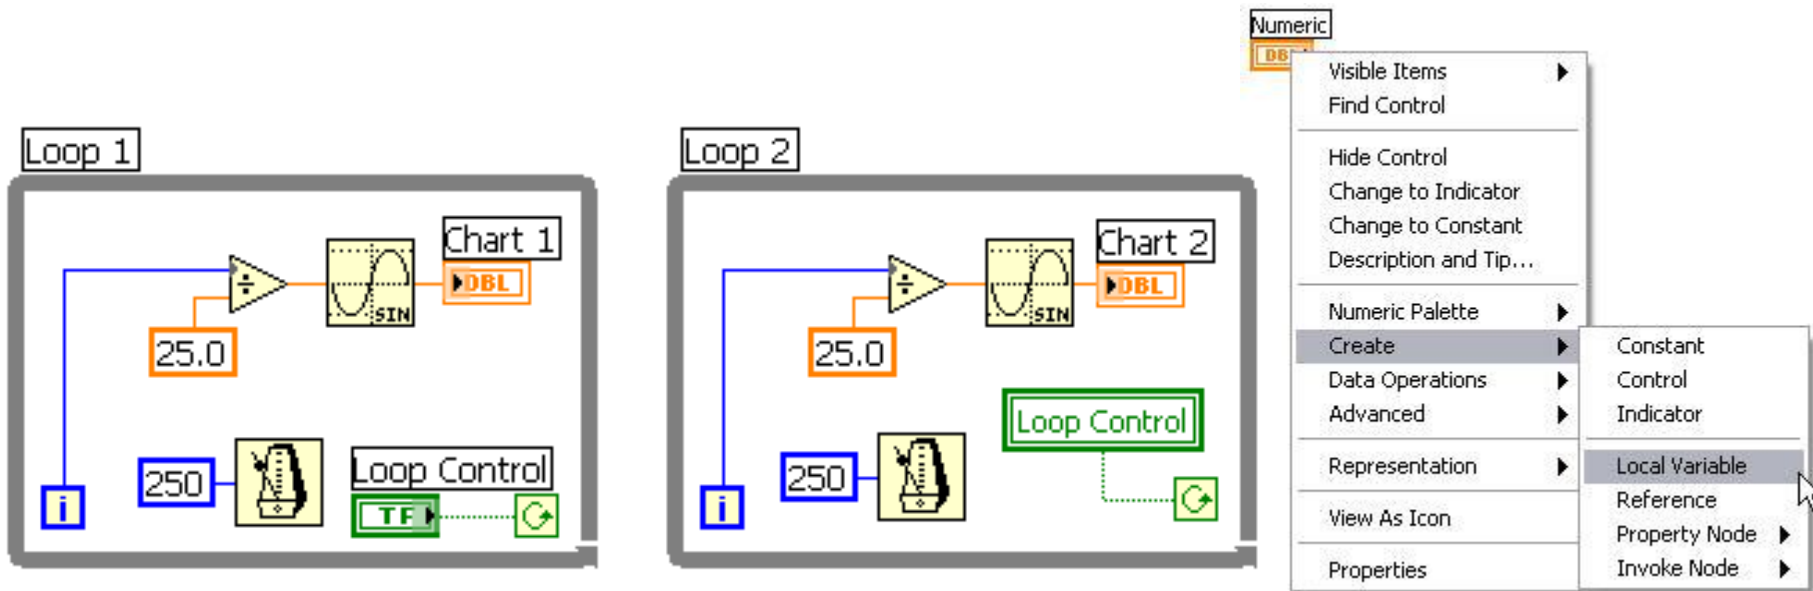 Loop 1
Chart 1
÷
DBL
SIN
25.0
250
Loop Control
TF
i
Loop 2
Chart 2
÷
DBL
SIN
25.0
Loop Control
250
i
Numeric
Visible Items
Find Control
Hide Control
Change to Indicator
Change to Constant
Description and Tip...
Numeric Palette
Create
Data Operations
Advanced
Representation
View As Icon
Properties
Constant
Control
Indicator
Local Variable
Reference
Property Node
Invoke Node